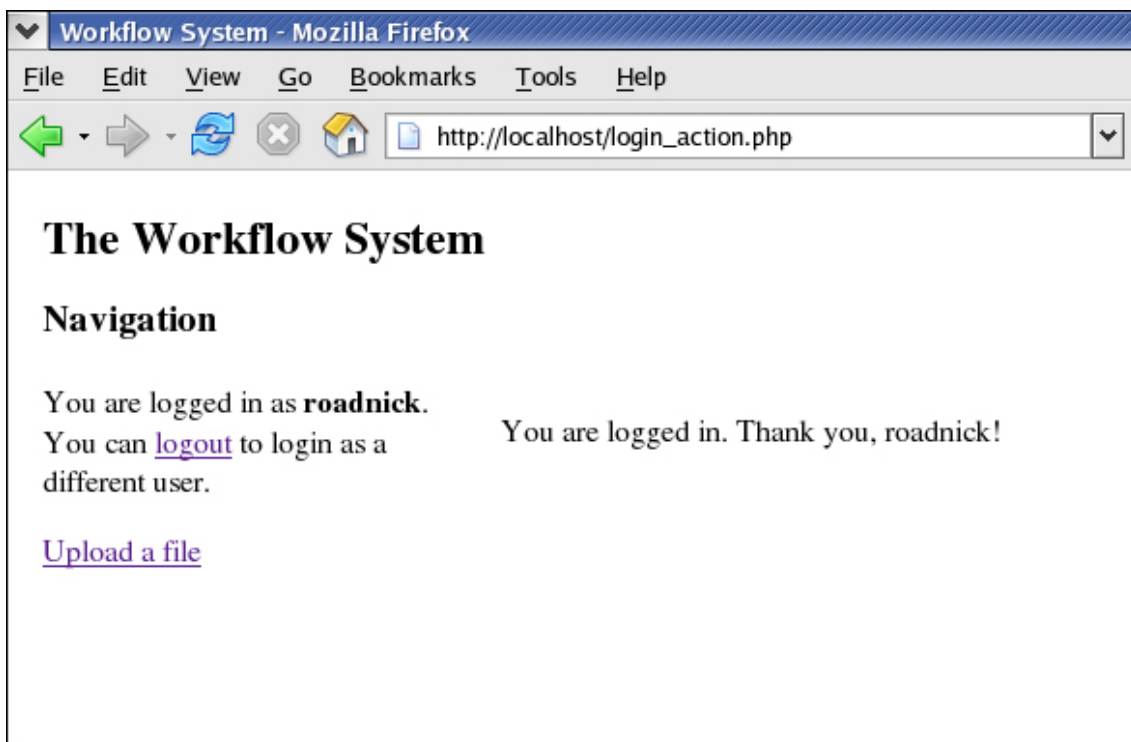 Workflow System - Mozilla Firefox
File Edit View Go Bookmarks Tools Help
http://localhost/login_action.php
The Workflow System
Navigation
You are logged in as roadnick.
You can logout to login as a
different user.
Upload a file
You are logged in. Thank you, roadnick!